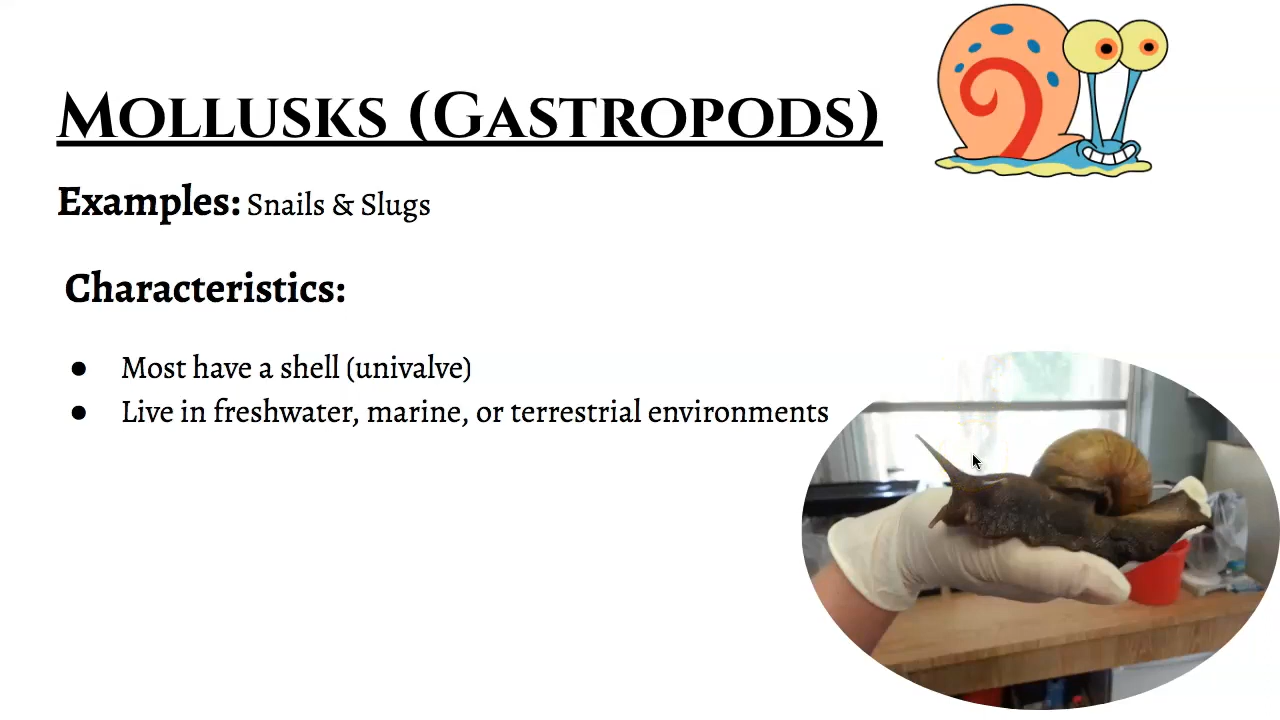 Mollusks (Gastropods)
Examples: Snails & Slugs
Characteristics:
● Most have a shell (univalve)
● Live in freshwater, marine, or terrestrial environments